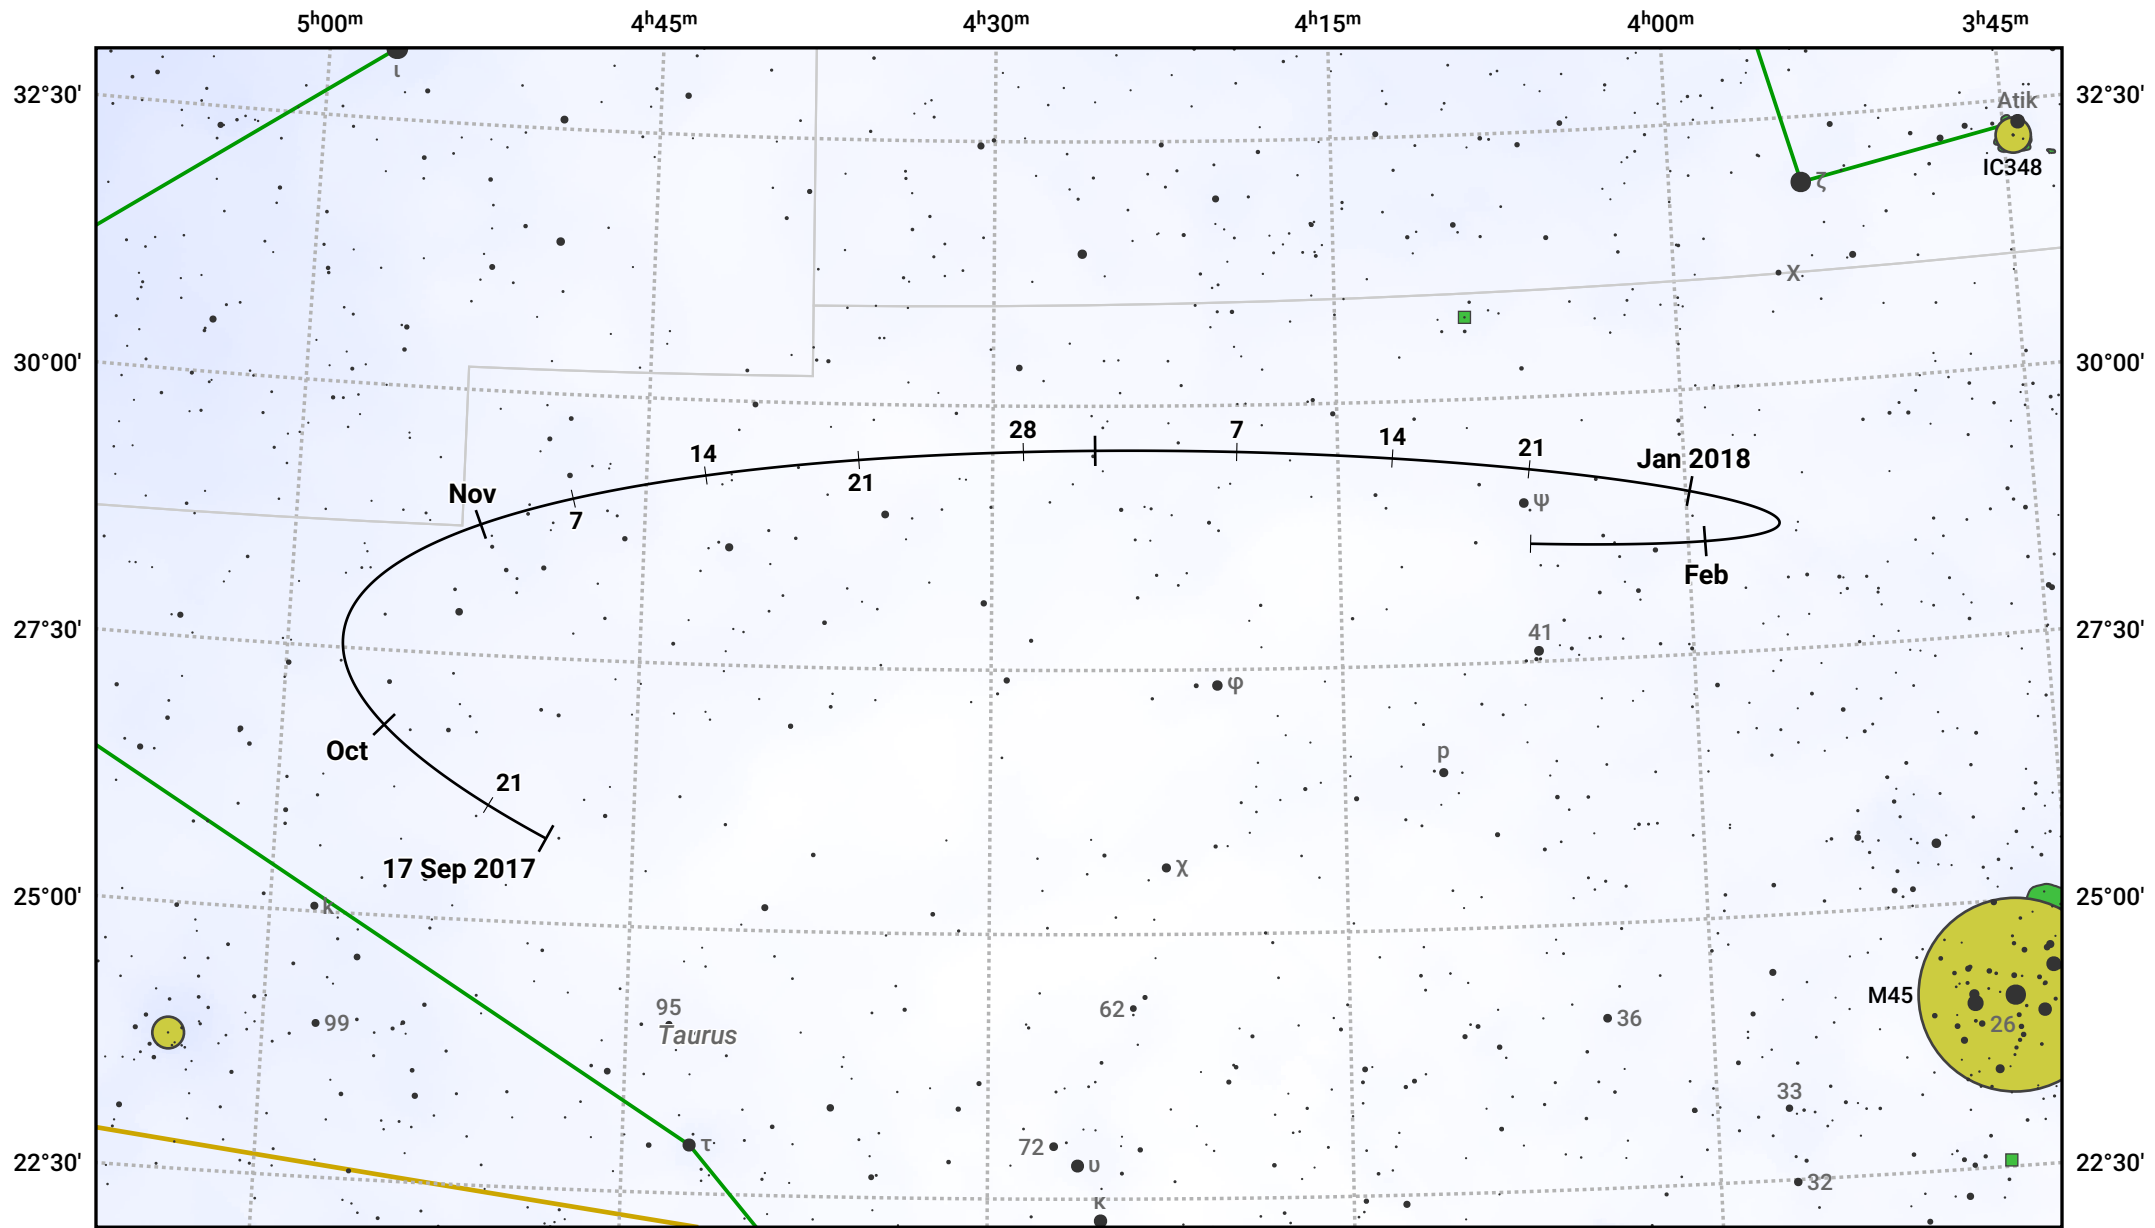 5h00m 4h45m 4h30m 4h15m 4h00m 3h45m
32°30' 32°30'
ι
Atik
IC348
ζ
χ
30°00' 30°00'
28 7 14 21
14
21
Jan 2018
Nov
7
ψ
Feb
27°30' 27°30'
41
φ
Oct
p
21
17 Sep 2017
χ
25°00' 25°00'
k
M45
95
62
99
36
26
Taurus
33
τ
72
υ
22°30' 22°30'
32
κ